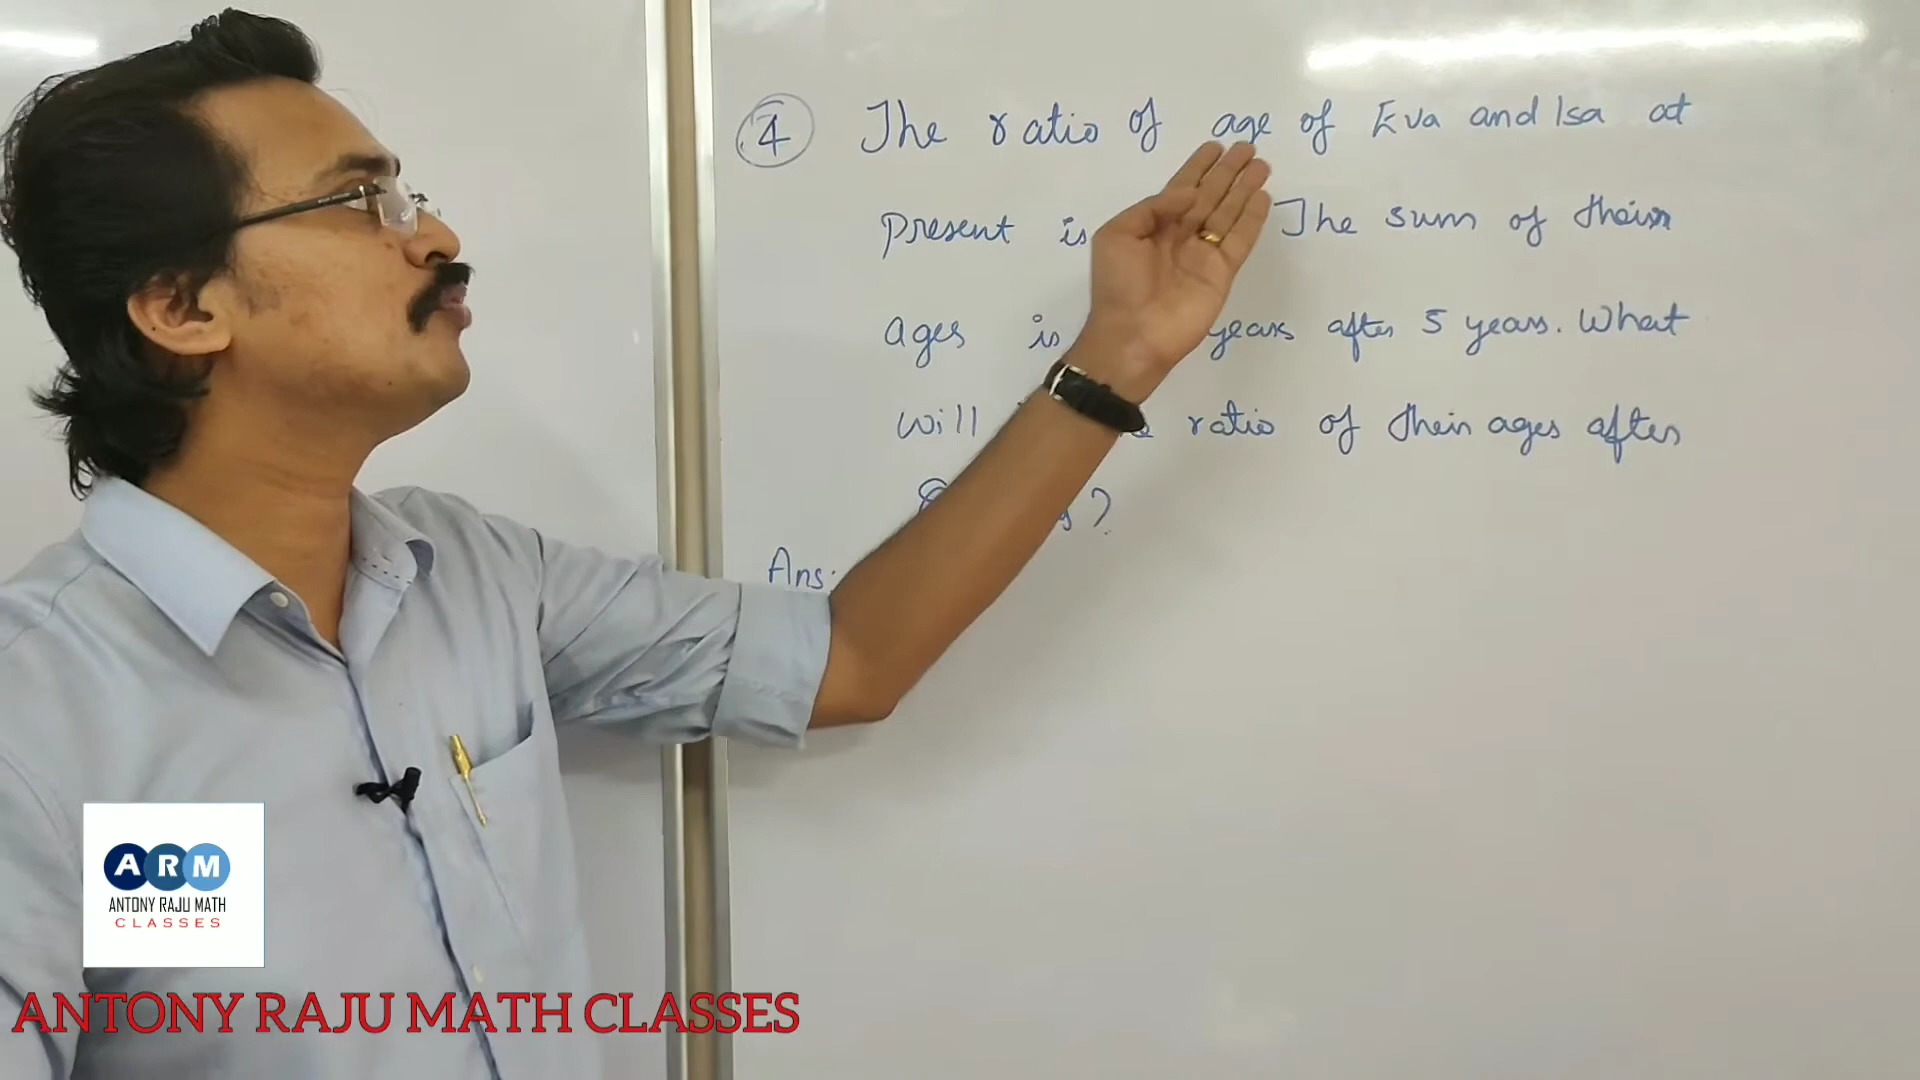 4 The ratio of age of Eva and Isa at
present is The sum of their
ages is years after 5 years. What
will ratio of their ages after
?
Ans:
ARM
ANTONY RAJU MATH
CLASSES
ANTONY RAJU MATH CLASSES